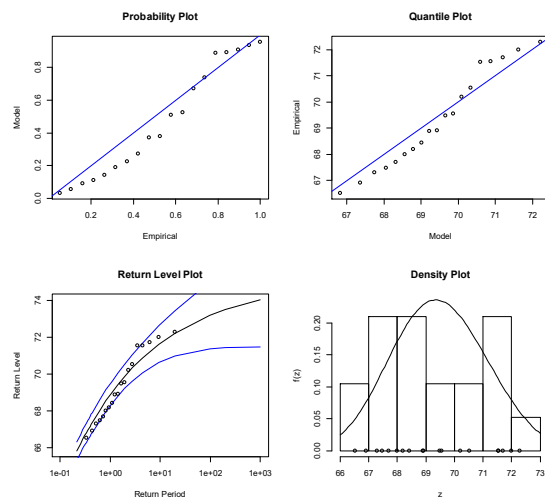 Probability Plot
Model
0.0 0.2 0.4 0.6 0.8
0.2 0.4 0.6 0.8 1.0
Empirical
Quantile Plot
Empirical
67 68 69 70 71 72
67 68 69 70 71 72
Model
Return Level Plot
Return Level
66 68 70 72 74
1e-01 1e+00 1e+01 1e+02 1e+03
Return Period
Density Plot
f(z)
0.00 0.05 0.10 0.15 0.20
66 67 68 69 70 71 72 73
z